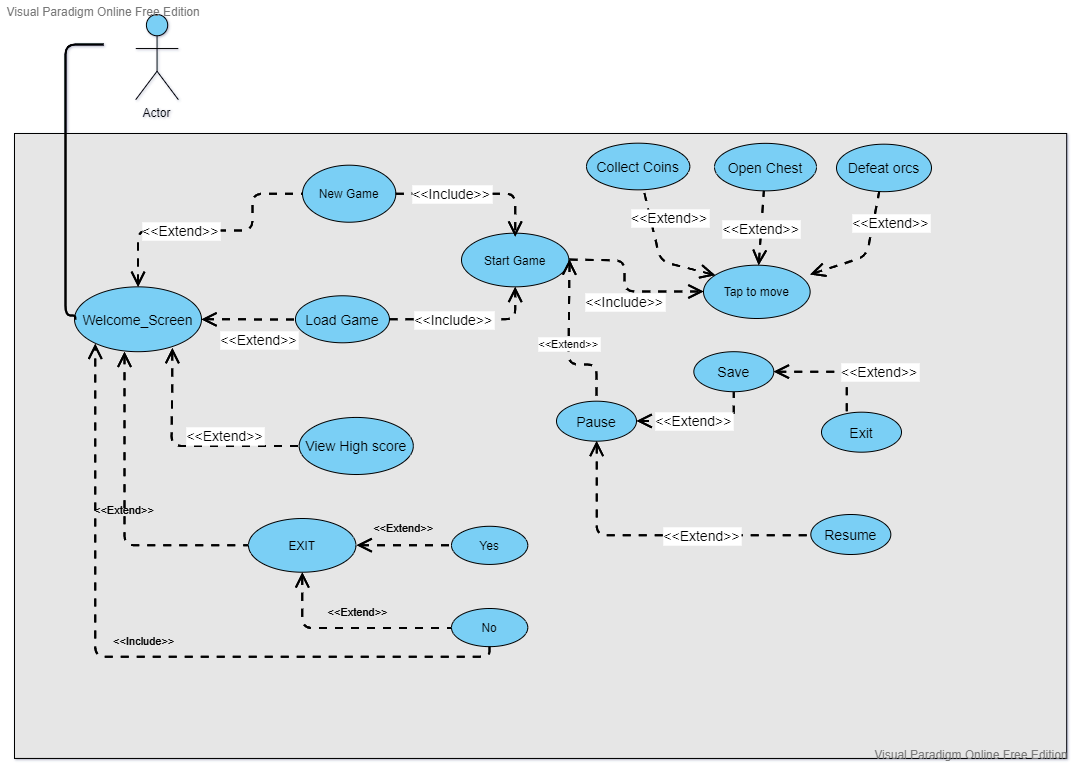 Visual Paradigm Online Free Edition
Actor
Collect Coins
Open Chest
Defeat orcs
New Game
<<Include>>
<<Extend>>
<<Extend>>
<<Extend>>
<<Extend>>
Start Game
Tap to move
<<Include>>
Welcome_Screen
Load Game
<<Include>>
<<Extend>>
<<Extend>>
Save
<<Extend>>
Pause
<<Extend>>
Exit
<<Extend>>
View High score
<<Extend>>
<<Extend>>
<<Extend>>
Resume
EXIT
Yes
<<Extend>>
No
<<Include>>
Visual Paradigm Online Free Edition